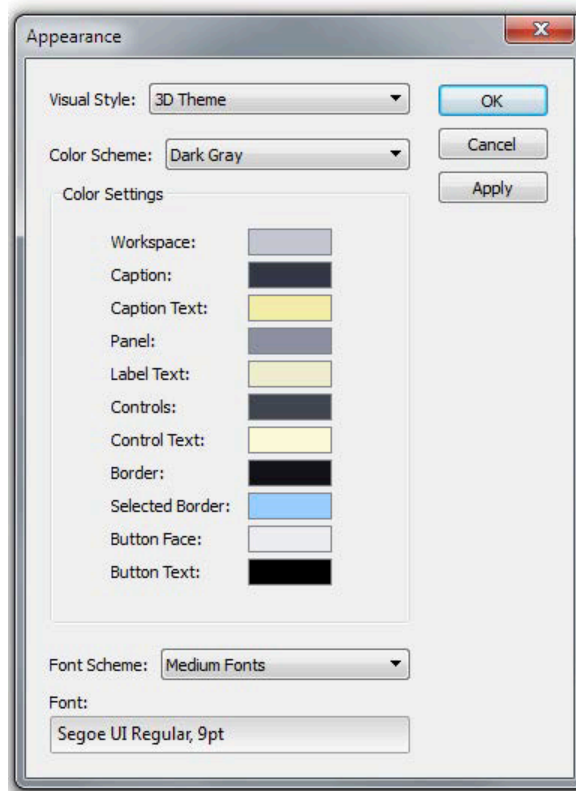 Appearance
Visual Style: 3D Theme
OK
Color Scheme: Dark Gray
Cancel
Color Settings
Apply
Workspace:
Caption:
Caption Text:
Panel:
Label Text:
Controls:
Control Text:
Border:
Selected Border:
Button Face:
Button Text:
Font Scheme: Medium Fonts
Font:
Segoe UI Regular, 9pt